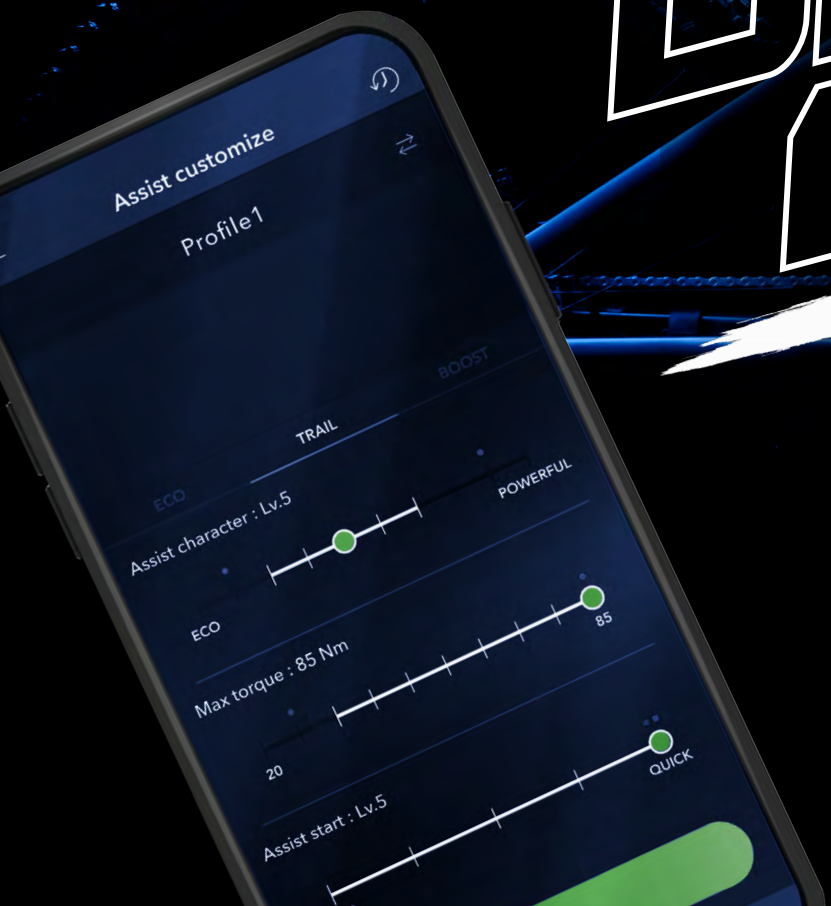 Assist customize
Profile1
ECO
TRAIL
BOOST
Assist character : Lv.5
ECO
POWERFUL
Max torque : 85 Nm
20
85
Assist start : Lv.5
QUICK